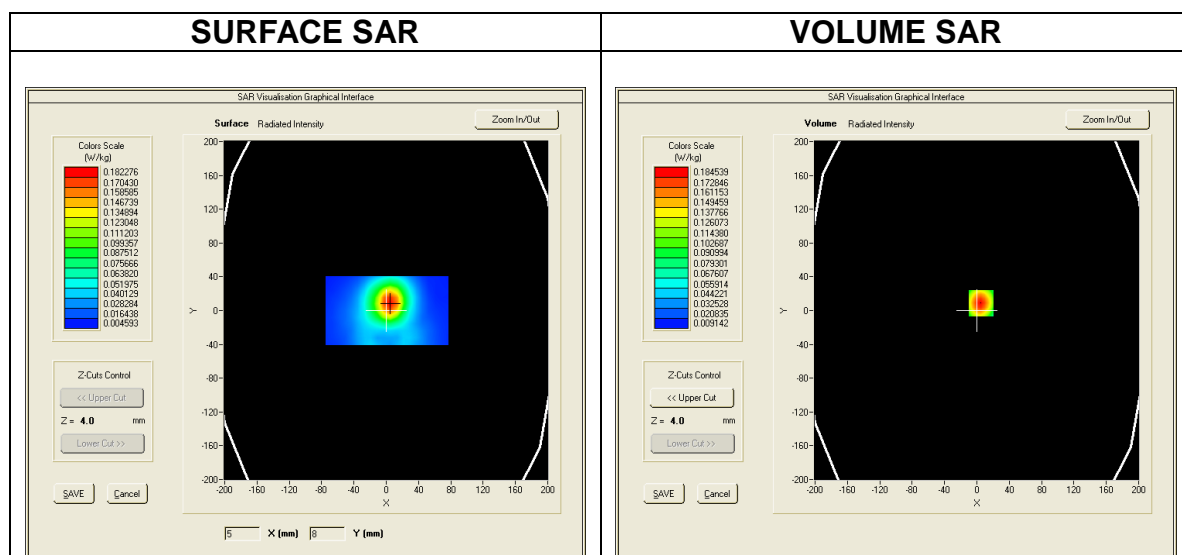 SURFACE SAR
VOLUME SAR
SAR Visualisation Graphical Interface
Surface Radiated Intensity
Zoom In/Out
Colors Scale
(W/kg)
0.182276
0.170430
0.158585
0.146739
0.134894
0.123048
0.111203
0.099357
0.087512
0.075666
0.063820
0.051975
0.040129
0.028284
0.016438
0.004593
Z-Cuts Control
<< Upper Cut
Z = 4.0 mm
Lower Cut >>
SAVE Cancel
200
160
120
80
40
0
-40
-80
-120
-160
-200
Y
-200 -160 -120 -80 -40 0 40 80 120 160 200
X
5 X (mm) 8 Y (mm)
SAR Visualisation Graphical Interface
Volume Radiated Intensity
Zoom In/Out
Colors Scale
(W/kg)
0.184539
0.172846
0.161153
0.149459
0.137766
0.126073
0.114380
0.102687
0.090994
0.079301
0.067607
0.055914
0.044221
0.032528
0.020835
0.009142
Z-Cuts Control
<< Upper Cut
Z = 4.0 mm
Lower Cut >>
SAVE Cancel
200
160
120
80
40
0
-40
-80
-120
-160
-200
Y
-200 -160 -120 -80 -40 0 40 80 120 160 200
X